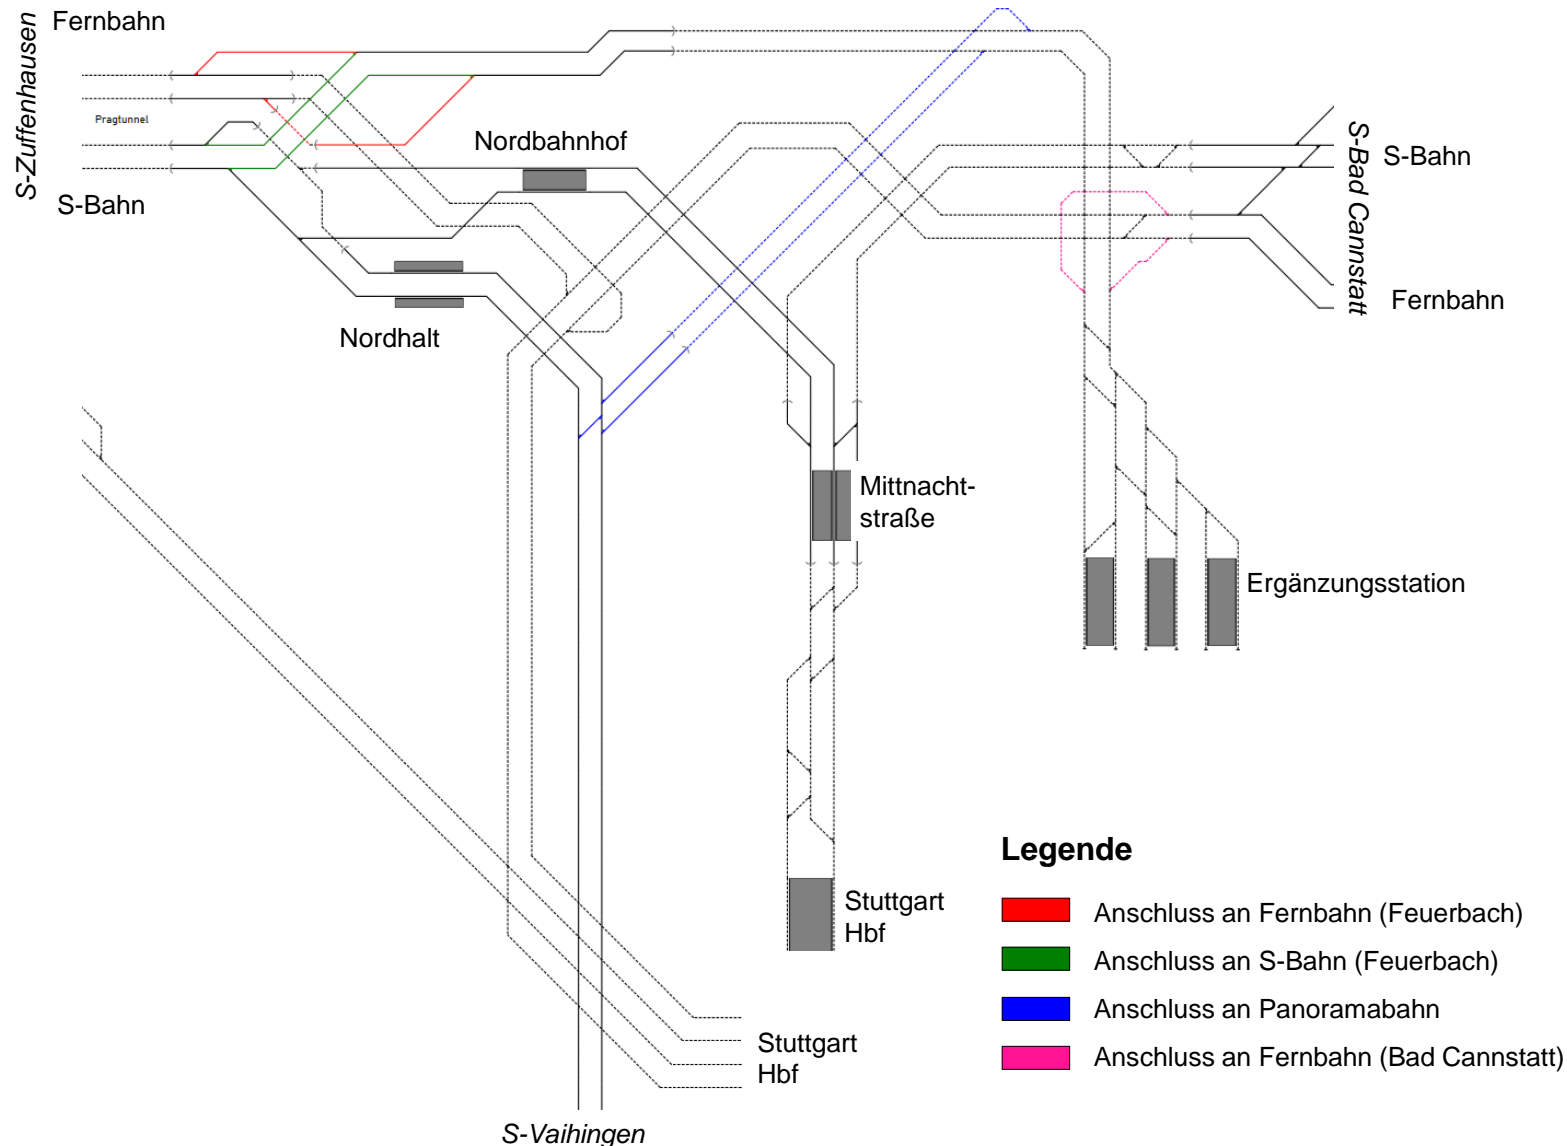 Fernbahn
S-Zuffenhausen
Pragtunnel
S-Bahn
Nordbahnhof
Nordhalt
S-Bahn
S-Bad Cannstatt
Fernbahn
Mittnacht-
straße
Ergänzungsstation
Stuttgart
Hbf
Stuttgart
Hbf
S-Vaihingen
Legende
Anschluss an Fernbahn (Feuerbach)
Anschluss an S-Bahn (Feuerbach)
Anschluss an Panoramabahn
Anschluss an Fernbahn (Bad Cannstatt)